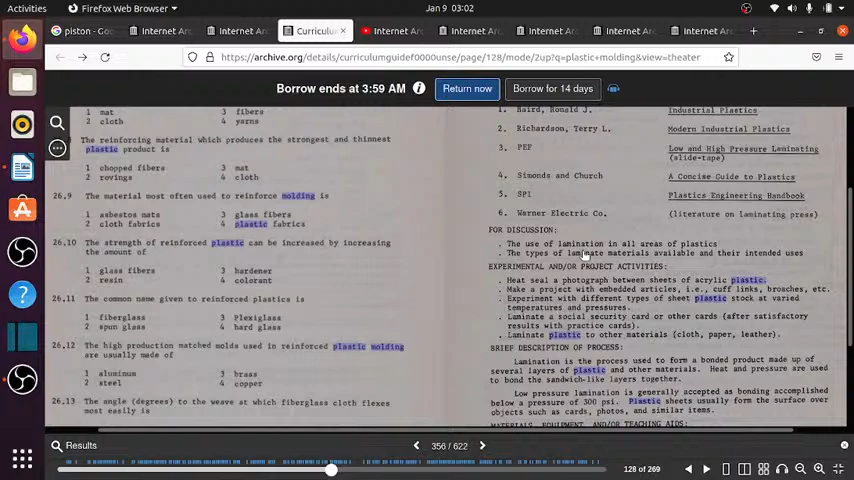 Activities
Firefox Web Browser
Jan 9 03:02
piston - Goo
Internet Ar
Internet Ar
Curriculum
Internet Ar
Internet Ar
Internet Ar
Internet Ar
Internet Ar
https://archive.org/details/curriculumguidef0000unse/page/128/mode/2up?q=plastic+molding&view=theater
Borrow ends at 3:59 AM
Return now
Borrow for 14 days
1 mat 3 fibers
2 cloth 4 yarns
The reinforcing material which produces the strongest and thinnest
plastic product is
1 chopped fibers 3 mat
2 rovings 4 cloth
26.9 The material most often used to reinforce molding is
1 asbestos mats 3 glass fibers
2 cloth fabrics 4 plastic fabrics
26.10 The strength of reinforced plastic can be increased by increasing
the amount of
1 glass fibers 3 hardener
2 resin 4 colorant
26.11 The common name given to reinforced plastics is
1 fiberglass 3 Plexiglass
2 spun glass 4 hard glass
26.12 The high production matched molds used in reinforced plastic molding
are usually made of
1 aluminum 3 brass
2 steel 4 copper
26.13 The angle (degrees) to the weave at which fiberglass cloth flexes
most easily is
1. Baird, Ronald J. Industrial Plastics
2. Richardson, Terry L. Modern Industrial Plastics
3. PEF Low and High Pressure Laminating
(slide-tape)
4. Simonds and Church A Concise Guide to Plastics
5. SPI Plastics Engineering Handbook
6. Warner Electric Co. (literature on laminating press)
FOR DISCUSSION:
. The use of lamination in all areas of plastics
. The types of laminate materials available and their intended uses
EXPERIMENTAL AND/OR PROJECT ACTIVITIES:
. Heat seal a photograph between sheets of acrylic plastic.
. Make a project with embedded articles, i.e., cuff links, broaches, etc.
. Experiment with different types of sheet plastic stock at varied
temperatures and pressures.
. Laminate a social security card or other cards (after satisfactory
results with practice cards).
. Laminate plastic to other materials (cloth, paper, leather).
BRIEF DESCRIPTION OF PROCESS:
Lamination is the process used to form a bonded product made up of
several layers of plastic and other materials. Heat and pressure are used
to bond the sandwich-like layers together.
Low pressure lamination is generally accepted as bonding accomplished
below a pressure of 300 psi. Plastic sheets usually form the surface over
objects such as cards, photos, and similar items.
MATERIALS, EQUIPMENT, AND/OR TEACHING AIDS:
Results
356 / 622
128 of 269